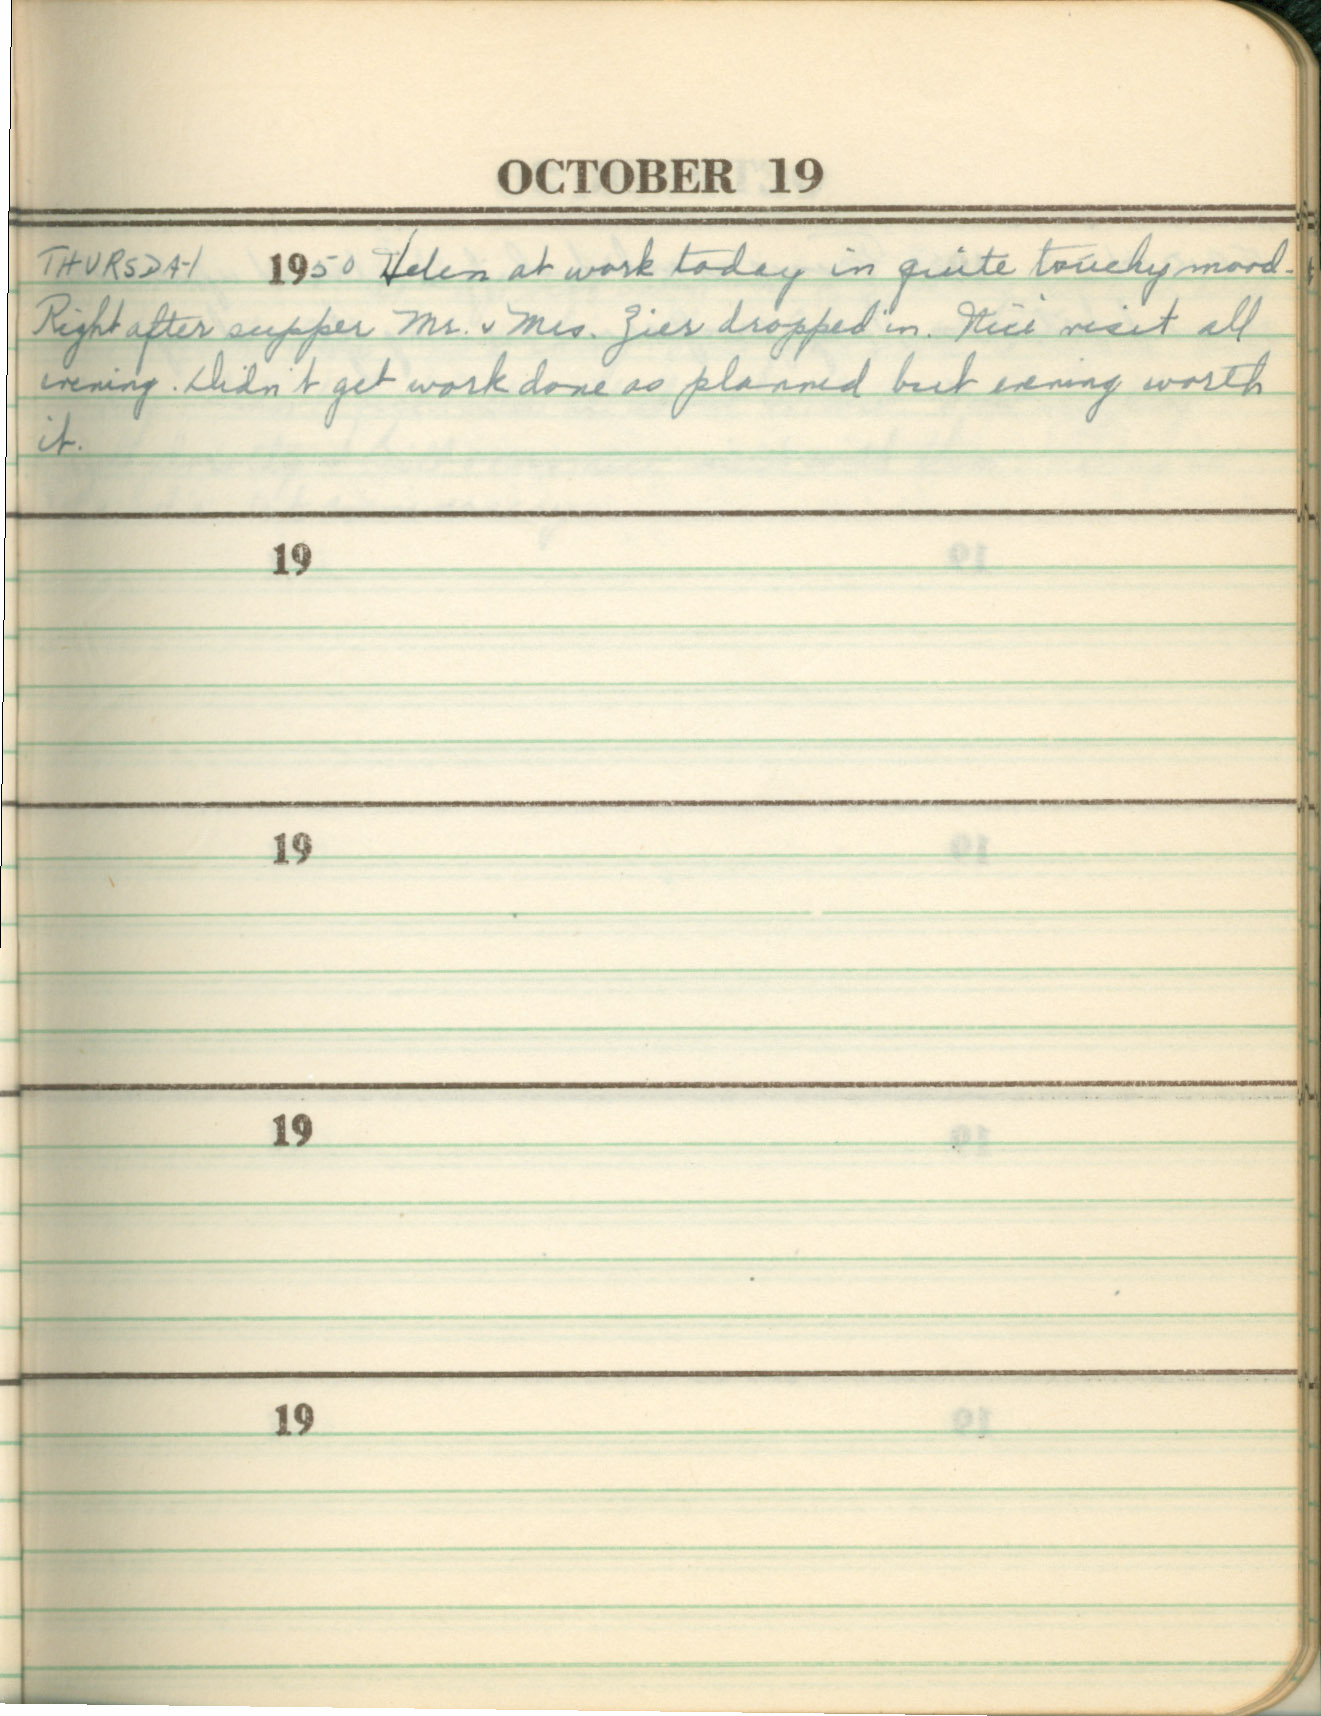 OCTOBER 19
THURSDAY 1950 Helen at work today in quite touchy mood.
Right after supper Mr. & Mrs. Zier dropped in. Nice visit all
evening. Didn't get work done as planned but evening worth
it.
19
19
19
19